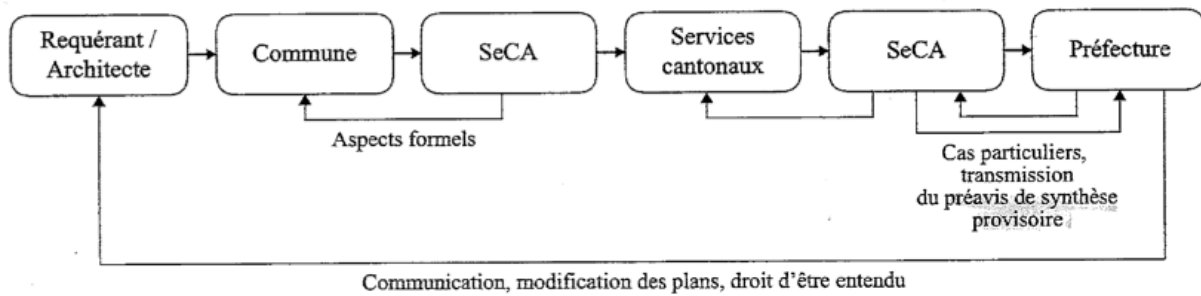 Requérant /
Architecte
Commune
SeCA
Services
cantonaux
SeCA
Préfecture
Aspects formels
Cas particuliers,
transmission
du préavis de synthèse
provisoire
Communication, modification des plans, droit d'être entendu